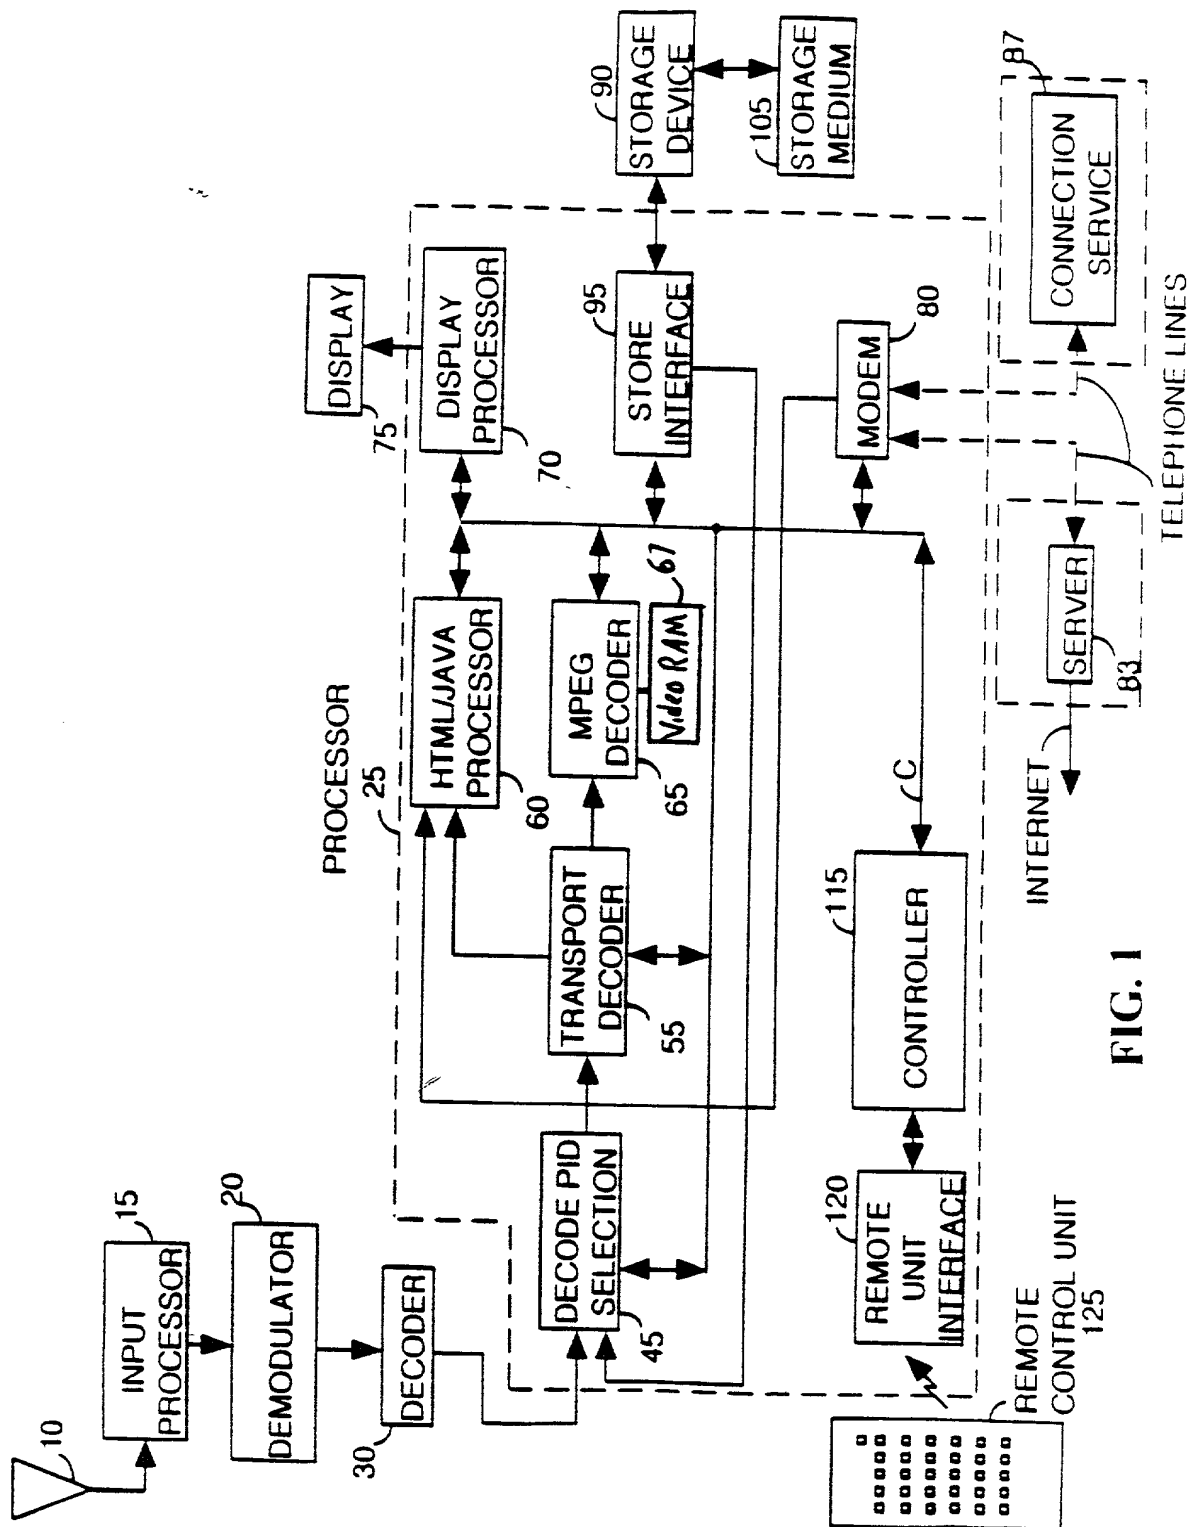 10
INPUT
PROCESSOR
15
DEMODULATOR
20
DECODER
30
PROCESSOR
25
DECODE PID
SELECTION
45
TRANSPORT
DECODER
55
HTML/JAVA
PROCESSOR
60
MPEG
DECODER
65
Video RAM
67
DISPLAY
75
DISPLAY
PROCESSOR
70
STORE
INTERFACE
95
STORAGE
DEVICE
90
STORAGE
MEDIUM
105
MODEM
80
CONTROLLER
115
C
REMOTE
UNIT
INTERFACE
120
REMOTE
CONTROL UNIT
125
SERVER
83
INTERNET
CONNECTION
SERVICE
87
TELEPHONE LINES
FIG. 1